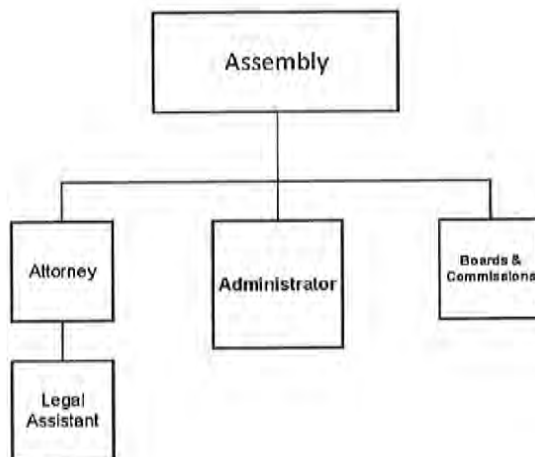 Assembly
Attorney
Administrator
Boards &
Commissions
Legal
Assistant